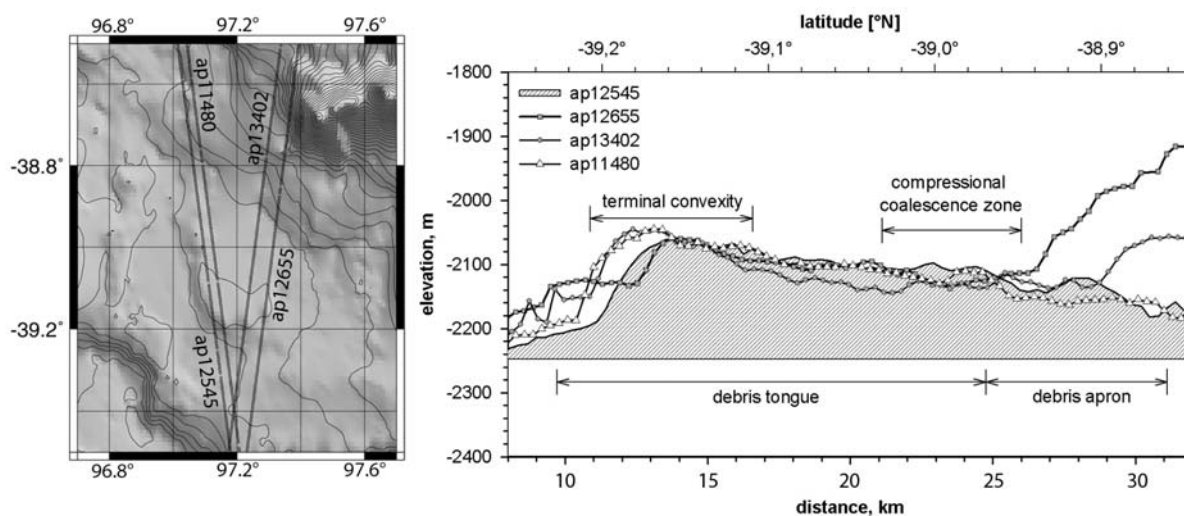 96.8° 97.2° 97.6°
-38.8°
-39.2°
96.8° 97.2° 97.6°
ap11480
ap13402
ap12655
ap12545
latitude [°N]
-39,2° -39,1° -39,0° -38,9°
-1800
-1900
-2000
-2100
-2200
-2300
-2400
elevation, m
ap12545
ap12655
ap13402
ap11480
terminal convexity
compressional
coalescence zone
debris tongue
debris apron
10 15 20 25 30
distance, km